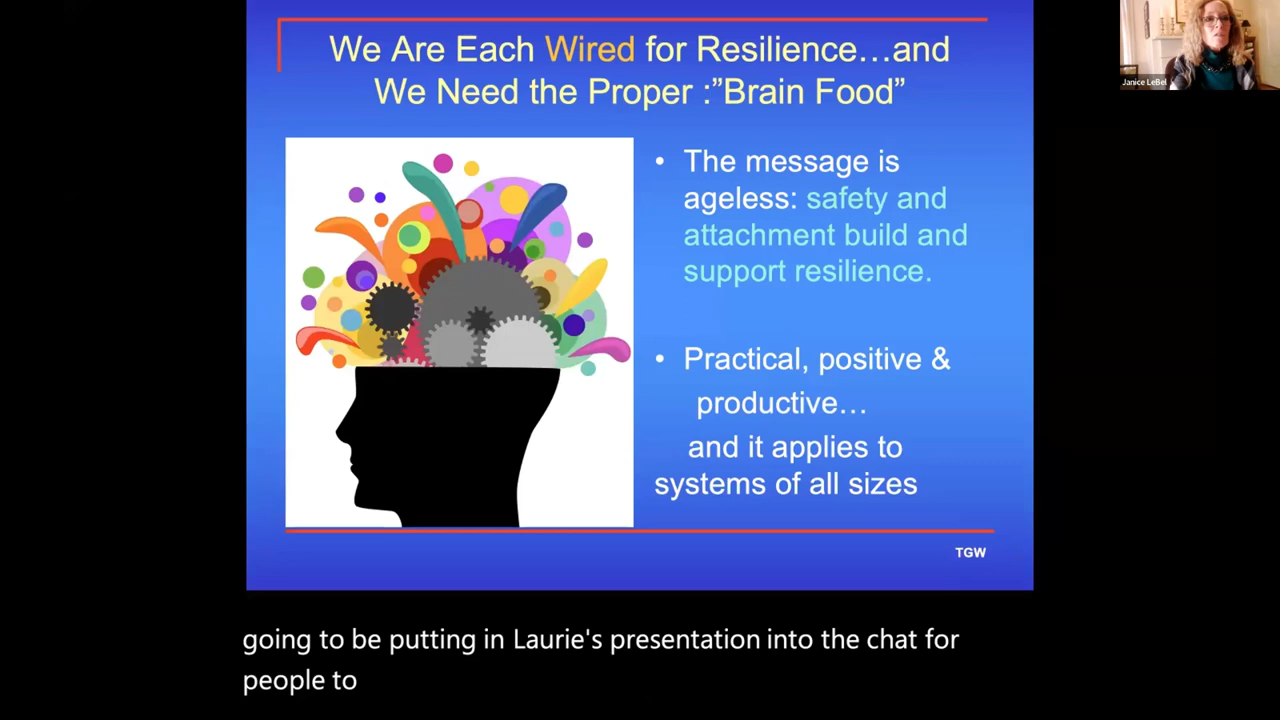 We Are Each Wired for Resilience…and
We Need the Proper :”Brain Food”
Janice LeBel
• The message is
ageless: safety and
attachment build and
support resilience.
• Practical, positive &
productive…
and it applies to
systems of all sizes
TGW
going to be putting in Laurie's presentation into the chat for
people to